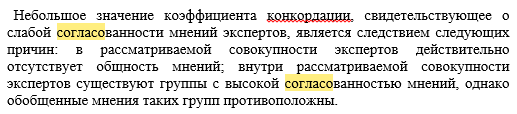 Небольшое значение коэффициента конкордации, свидетельствующее о
слабой согласованности мнений экспертов, является следствием следующих
причин: в рассматриваемой совокупности экспертов действительно
отсутствует общность мнений; внутри рассматриваемой совокупности
экспертов существуют группы с высокой согласованностью мнений, однако
обобщенные мнения таких групп противоположны.